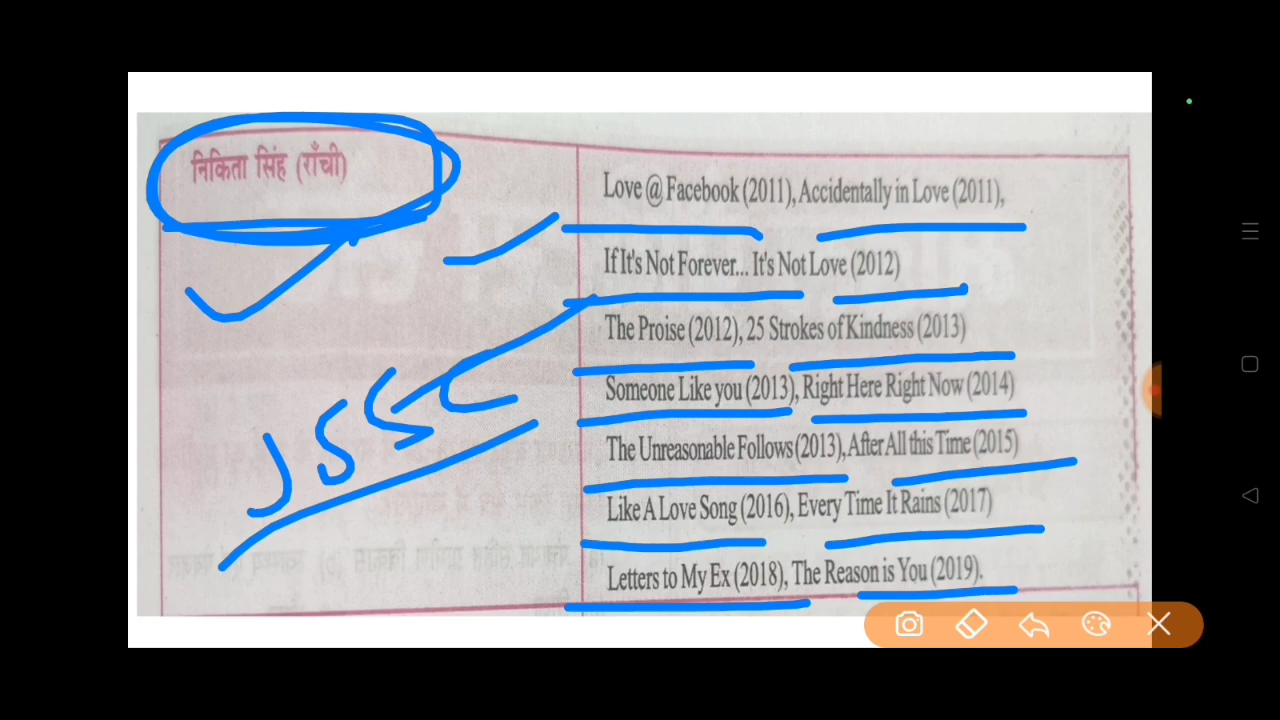 निकिता सिंह (राँची)
Love @ Facebook (2011), Accidentally in Love (2011),
If It's Not Forever... It's Not Love (2012)
The Proise (2012), 25 Strokes of Kindness (2013)
Someone Like you (2013), Right Here Right Now (2014)
The Unreasonable Follows (2013), After All this Time (2015)
Like A Love Song (2016), Every Time It Rains (2017)
Letters to My Ex (2018), The Reason is You (2019).
JSSC